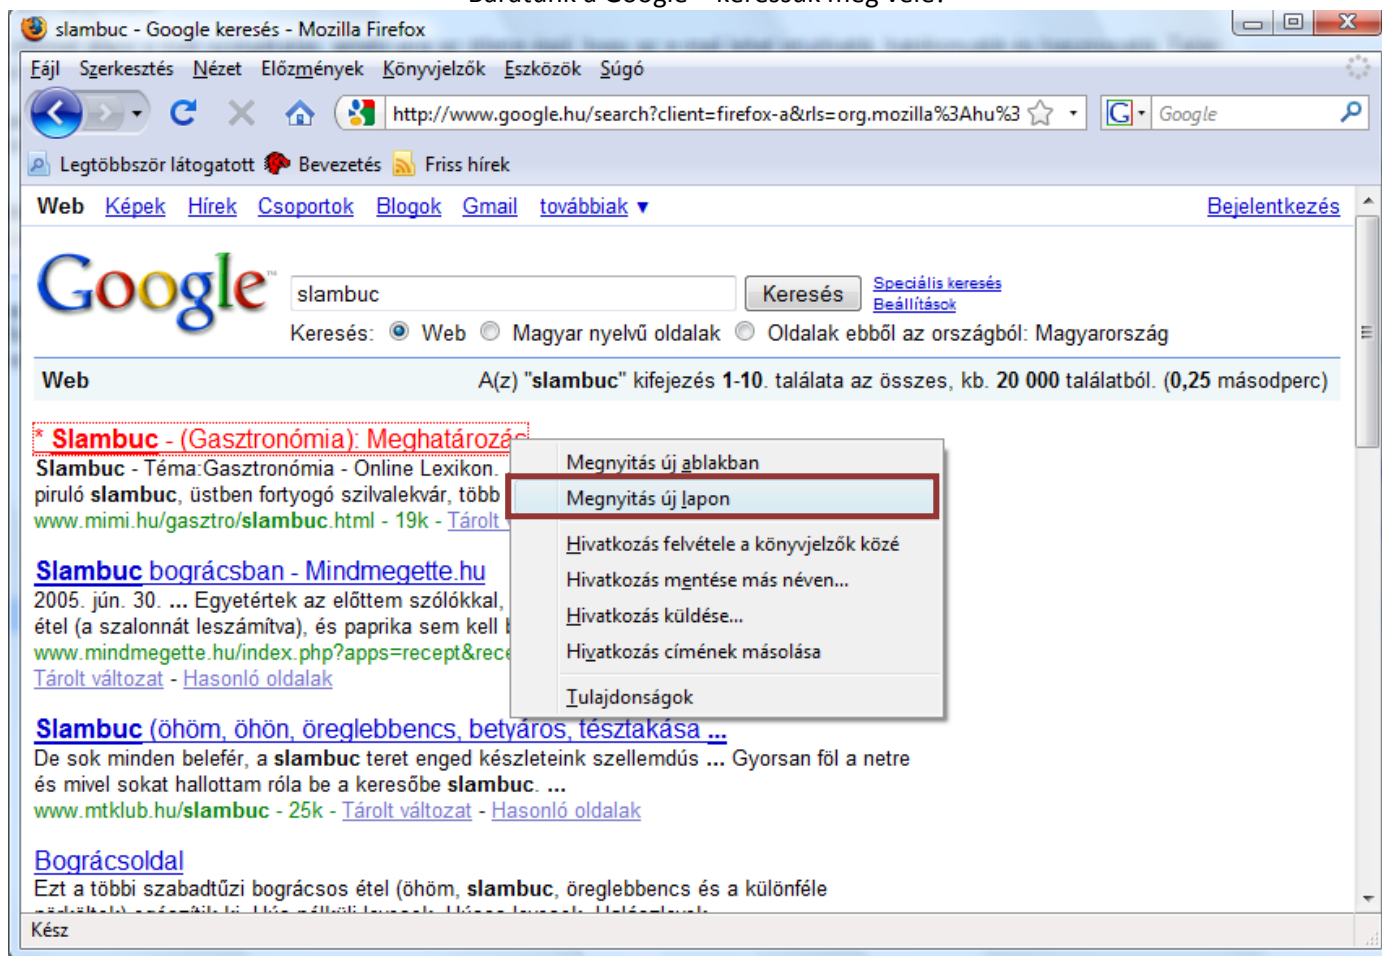 Barátunk a Google – keressük meg vele!
slambuc - Google keresés - Mozilla Firefox
Fájl Szerkesztés Nézet Előzmények Könyvjelzők Eszközök Súgó
http://www.google.hu/search?client=firefox-a&rls=org.mozilla%3Ahu%3 G Google
Legtöbbször látogatott Bevezetés Friss hírek
Web Képek Hírek Csoportok Blogok Gmail továbbiak ▼ Bejelentkezés
Google™ slambuc Keresés Speciális keresés
Beállítások
Keresés: Web Magyar nyelvű oldalak Oldalak ebből az országból: Magyarország
Web A(z) "slambuc" kifejezés 1-10. találata az összes, kb. 20 000 találatból. (0,25 másodperc)
* Slambuc - (Gasztronómia): Meghatározás
Slambuc - Téma:Gasztronómia - Online Lexikon.
piruló slambuc, üstben fortyogó szilvalekvár, több
www.mimi.hu/gasztro/slambuc.html - 19k - Tárolt
Megnyitás új ablakban
Megnyitás új lapon
Hivatkozás felvétele a könyvjelzők közé
Hivatkozás mentése más néven...
Hivatkozás küldése...
Hivatkozás címének másolása
Tulajdonságok
Slambuc bográcsban - Mindmegette.hu
2005. jún. 30. ... Egyetértek az előttem szólókkal,
étel (a szalonnát leszámítva), és paprika sem kell
www.mindmegette.hu/index.php?apps=recept&rece
Tárolt változat - Hasonló oldalak
Slambuc (öhöm, öhön, öreglebbencs, betyáros, tésztakása ...
De sok minden belefér, a slambuc teret enged készleteink szellemdús ... Gyorsan föl a netre
és mivel sokat hallottam róla be a keresőbe slambuc. ...
www.mtklub.hu/slambuc - 25k - Tárolt változat - Hasonló oldalak
Bográcsoldal
Ezt a többi szabadtűzi bográcsos étel (öhöm, slambuc, öreglebbencs és a különféle
Kész